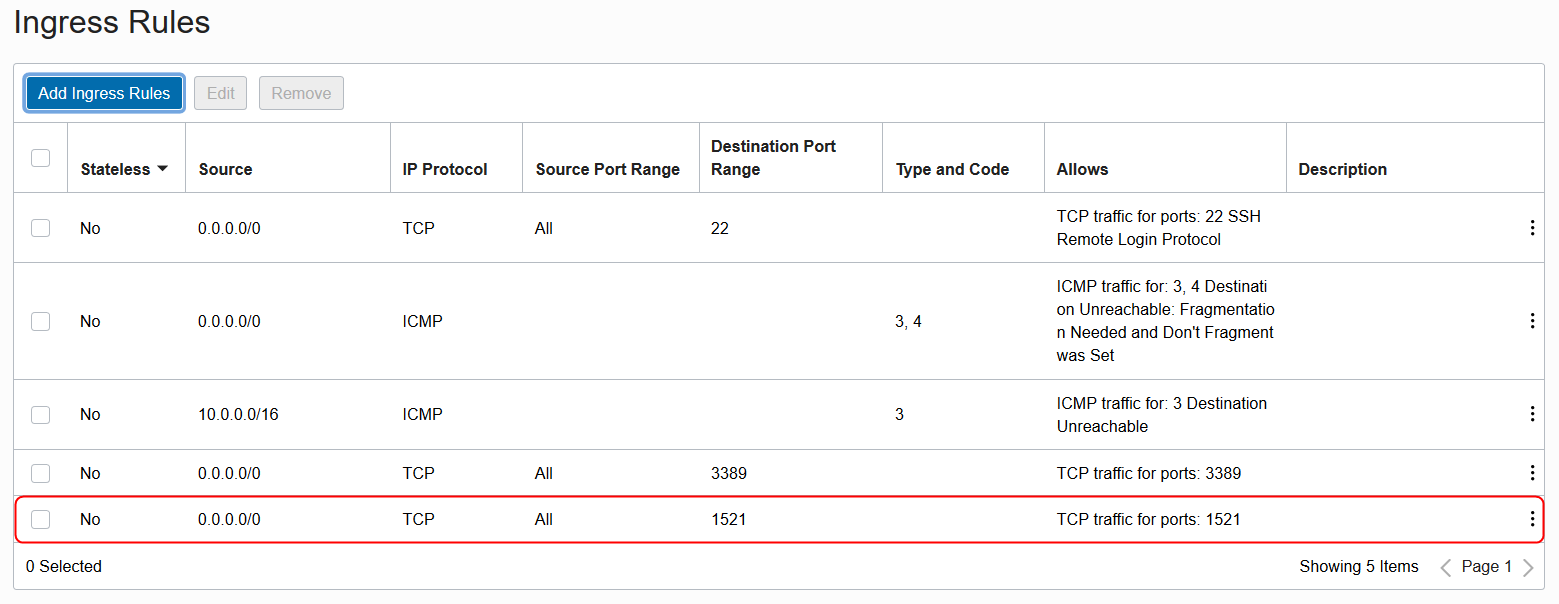 Ingress Rules
Add Ingress Rules Edit Remove
Stateless Source IP Protocol Source Port Range Destination Port Range Type and Code Allows Description
No 0.0.0.0/0 TCP All 22 TCP traffic for ports: 22 SSH
Remote Login Protocol
No 0.0.0.0/0 ICMP 3, 4 ICMP traffic for: 3, 4 Destinati
on Unreachable: Fragmentatio
n Needed and Don't Fragment
was Set
No 10.0.0.0/16 ICMP 3 ICMP traffic for: 3 Destination
Unreachable
No 0.0.0.0/0 TCP All 3389 TCP traffic for ports: 3389
No 0.0.0.0/0 TCP All 1521 TCP traffic for ports: 1521
0 Selected Showing 5 Items Page 1